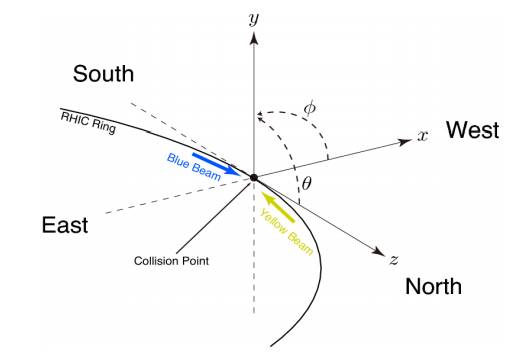 y
South
ϕ
RHIC Ring
x
West
Blue Beam
θ
East
Yellow Beam
Collision Point
z
North